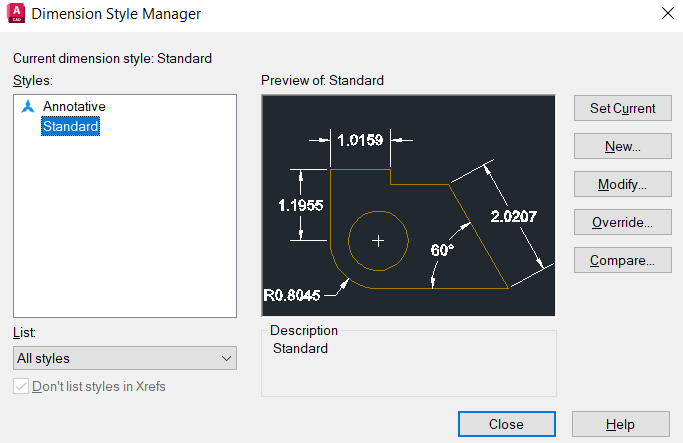 A
CAD
Dimension Style Manager
Current dimension style: Standard
Styles:
Annotative
Standard
Preview of: Standard
1.0159
1.1955
2.0207
60°
R0.8045
Set Current
New...
Modify...
Override...
Compare...
List:
All styles
Don't list styles in Xrefs
Description
Standard
Close
Help